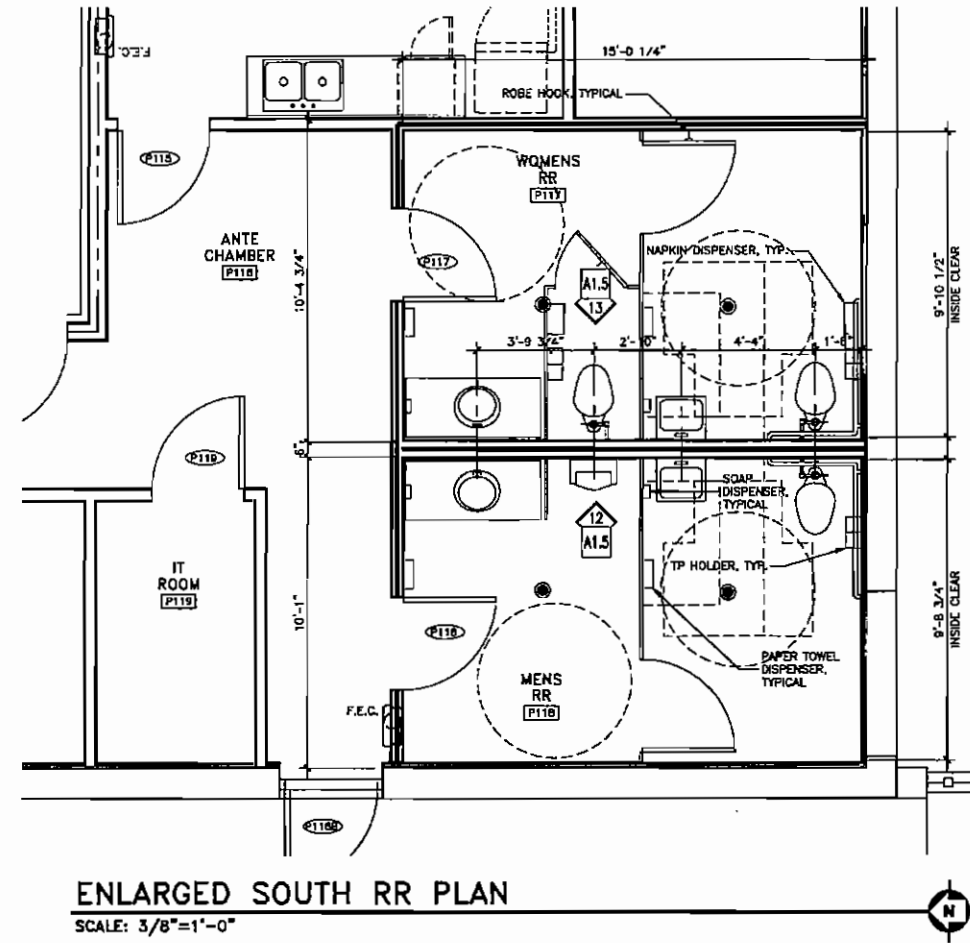 F.E.C.
15'-0 1/4"
ROBE HOOK, TYPICAL
P115
WOMENS
RR
P117
ANTE
CHAMBER
P116
P117
NAPKIN DISPENSER, TYP.
A1.5
13
10'-4 3/4"
9'-10 1/2"
INSIDE CLEAR
3'-9 3/4"
2'-10"
4'-4"
1'-6"
6"
P119
SOAP
DISPENSER,
TYPICAL
12
A1.5
IT
ROOM
P119
TP HOLDER, TYP.
10'-1"
9'-8 3/4"
INSIDE CLEAR
P118
PAPER TOWEL
DISPENSER,
TYPICAL
MENS
RR
P118
F.E.C.
P116B
ENLARGED SOUTH RR PLAN
SCALE: 3/8"=1'-0"
N